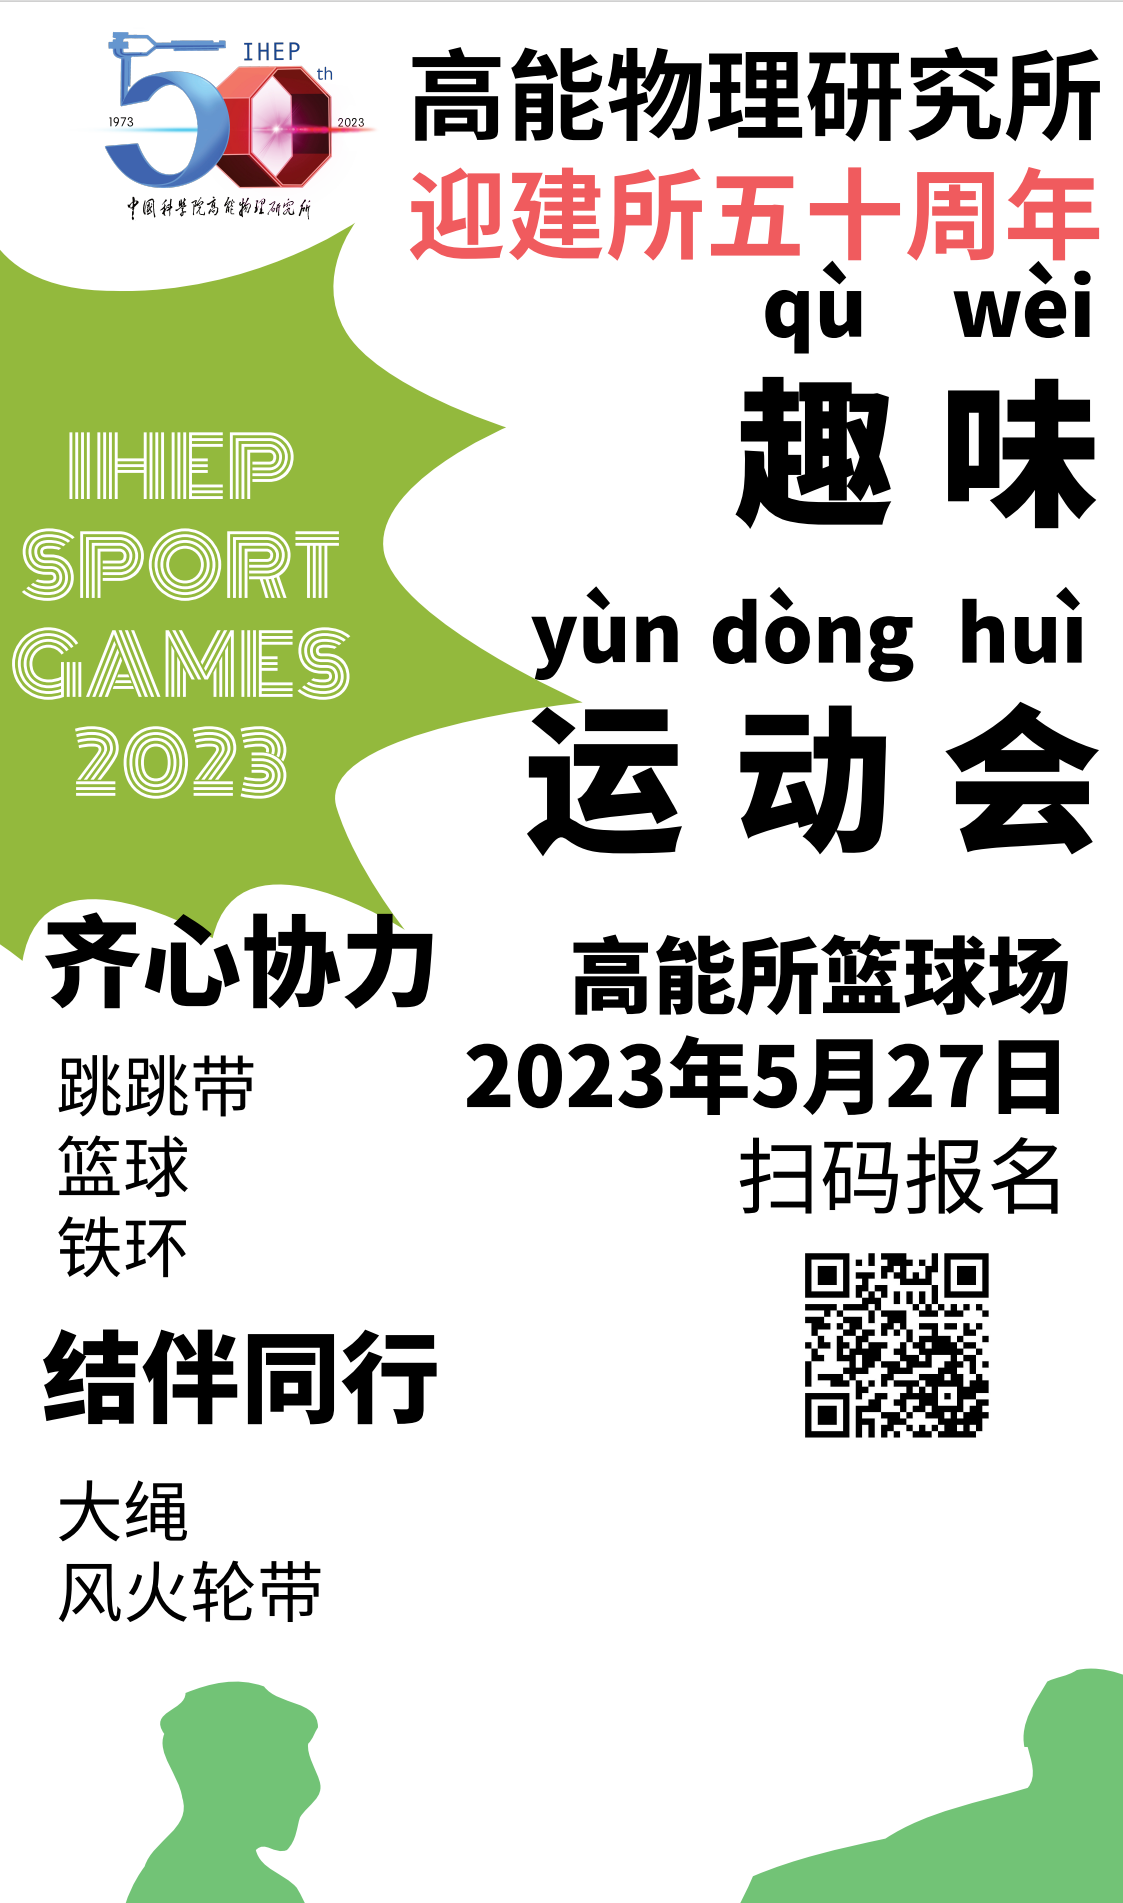 IHEP
th
1973
2023
中国科学院高能物理研究所
高能物理研究所
迎建所五十周年
qù wèi
趣味
yùn dòng huì
运动会
IHEP
SPORT
GAMES
2023
齐心协力
跳跳带
篮球
铁环
结伴同行
大绳
风火轮带
高能所篮球场
2023年5月27日
扫码报名